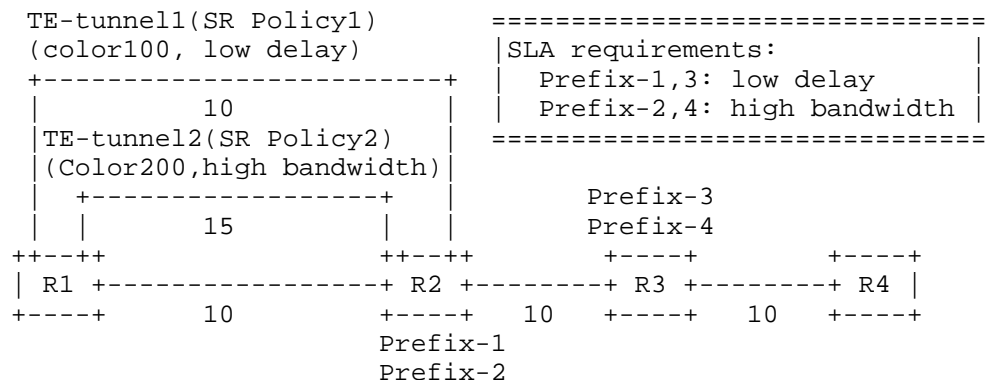 TE-tunnel1(SR Policy1)
(color100, low delay)
SLA requirements:
Prefix-1,3: low delay
Prefix-2,4: high bandwidth
10
TE-tunnel2(SR Policy2)
(Color200,high bandwidth)
15
Prefix-3
Prefix-4
R1 R2 R3 R4
10 10 10
Prefix-1
Prefix-2